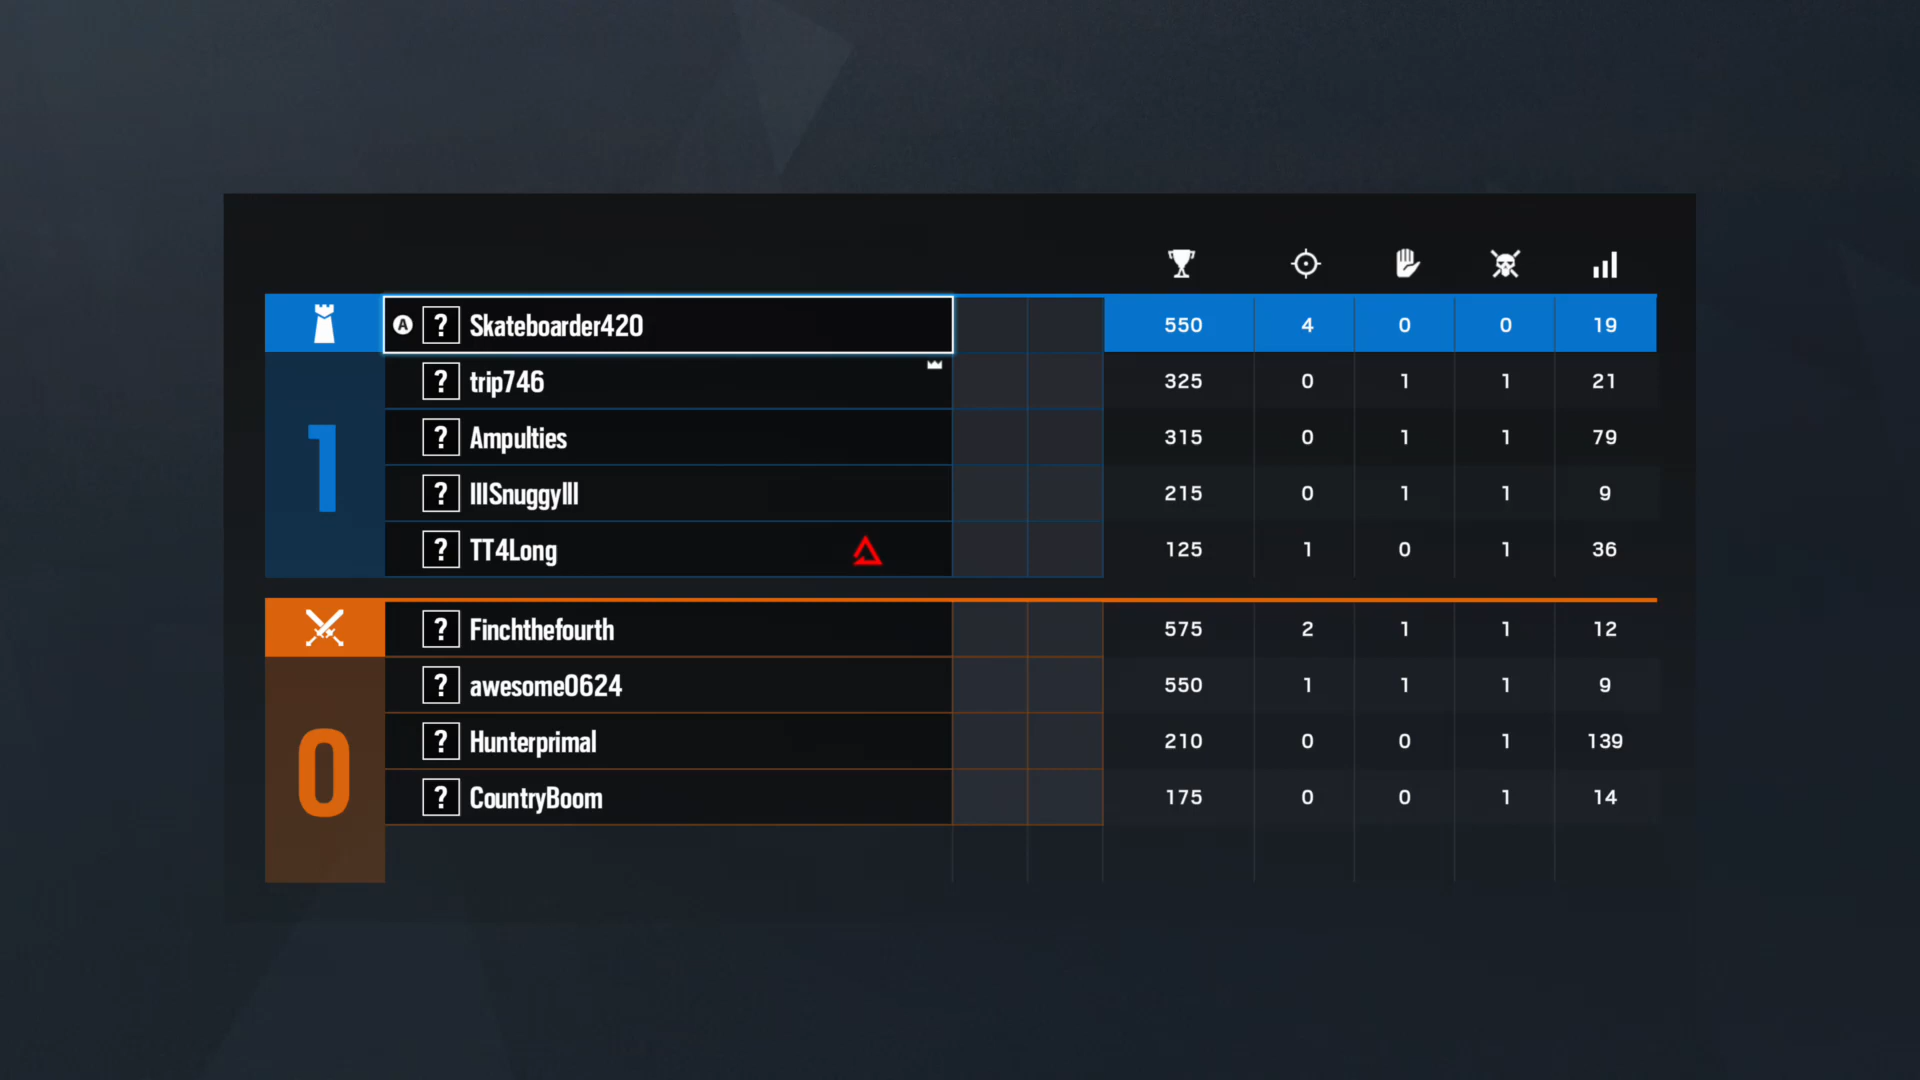 A ? Skateboarder420 550 4 0 0 19
? trip746 325 0 1 1 21
1
? Ampulties 315 0 1 1 79
? IIISnuggyIII 215 0 1 1 9
? TT4Long 125 1 0 1 36
? Finchthefourth 575 2 1 1 12
? awesome0624 550 1 1 1 9
0
? Hunterprimal 210 0 0 1 139
? CountryBoom 175 0 0 1 14